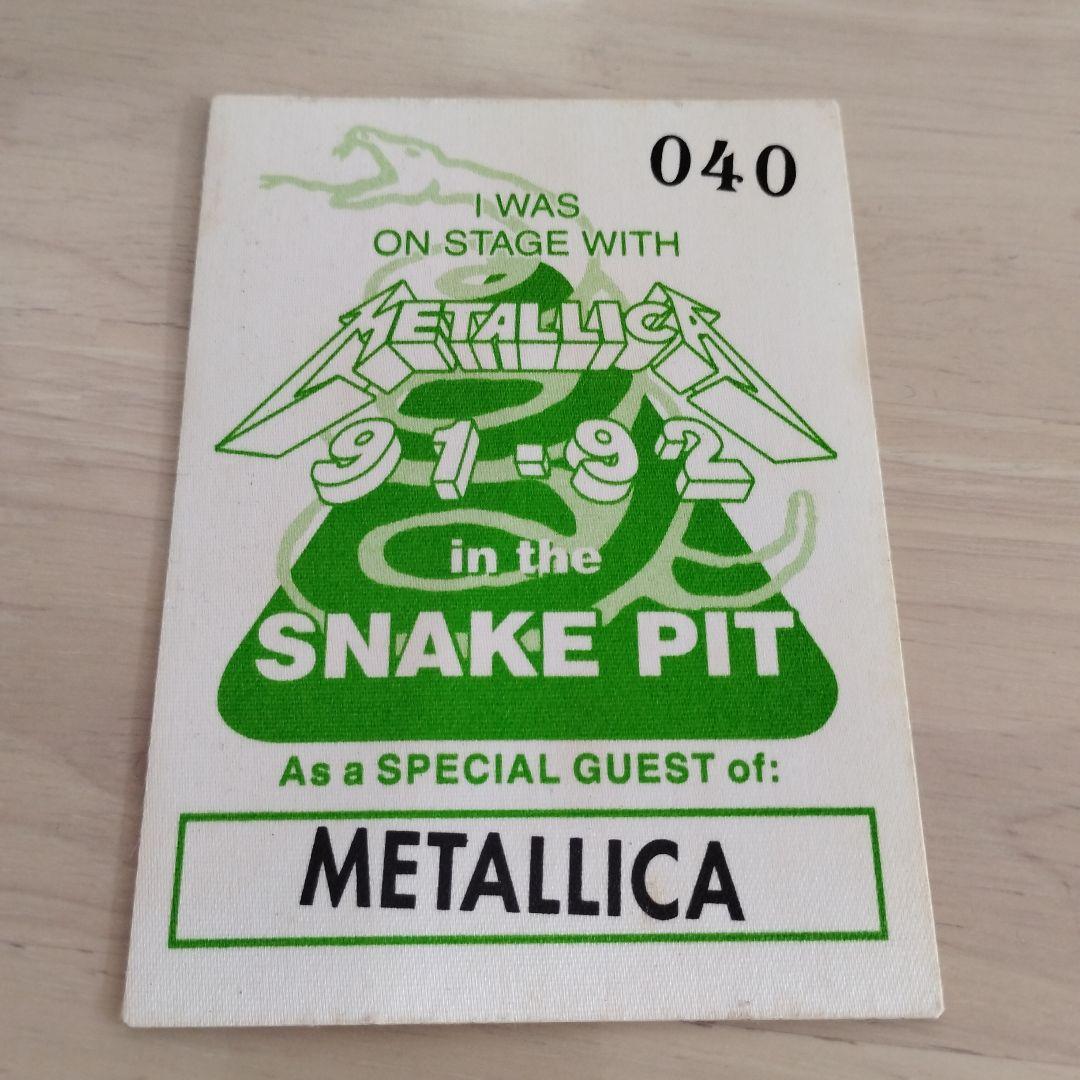 040
I WAS
ON STAGE WITH
METALLICA
91-92
in the
SNAKE PIT
As a SPECIAL GUEST of:
METALLICA